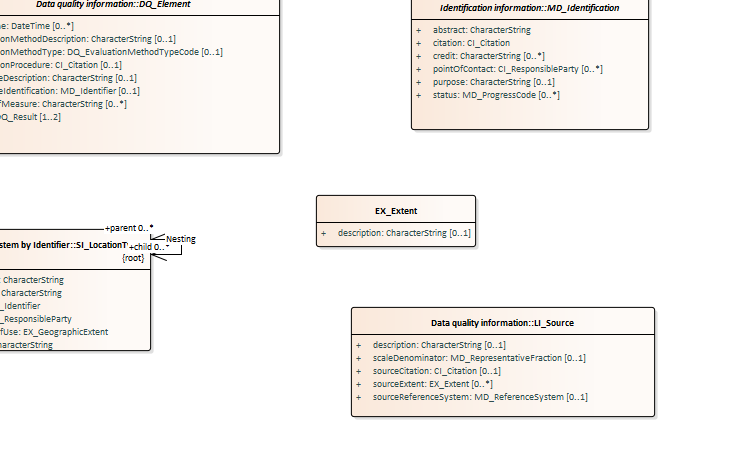 Data quality information::DQ_Element
e: DateTime [0..*]
onMethodDescription: CharacterString [0..1]
onMethodType: DQ_EvaluationMethodTypeCode [0..1]
onProcedure: CI_Citation [0..1]
eDescription: CharacterString [0..1]
eIdentification: MD_Identifier [0..1]
fMeasure: CharacterString [0..*]
Q_Result [1..2]
Identification information::MD_Identification
+ abstract: CharacterString
+ citation: CI_Citation
+ credit: CharacterString [0..*]
+ pointOfContact: CI_ResponsibleParty [0..*]
+ purpose: CharacterString [0..1]
+ status: MD_ProgressCode [0..*]
EX_Extent
+ description: CharacterString [0..1]
+parent 0..*
Nesting
stem by Identifier::SI_LocationT
+child 0..*
{root}
CharacterString
CharacterString
_Identifier
_ResponsibleParty
fUse: EX_GeographicExtent
haracterString
Data quality information::LI_Source
+ description: CharacterString [0..1]
+ scaleDenominator: MD_RepresentativeFraction [0..1]
+ sourceCitation: CI_Citation [0..1]
+ sourceExtent: EX_Extent [0..*]
+ sourceReferenceSystem: MD_ReferenceSystem [0..1]